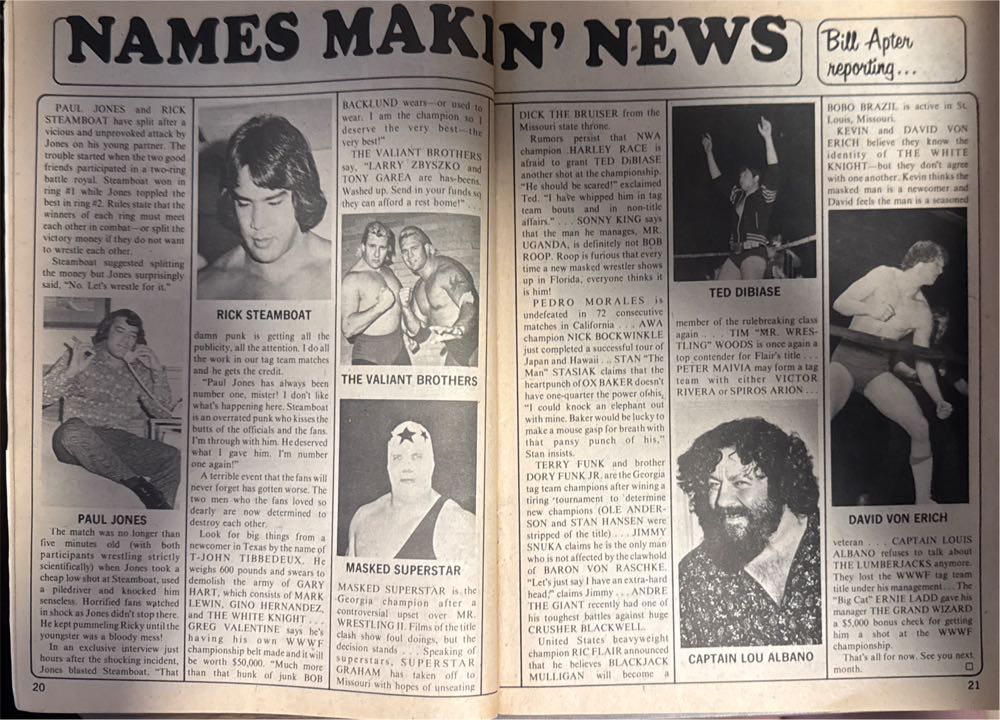 NAMES MAKIN' NEWS
Bill Apter
reporting...
PAUL JONES and RICK
STEAMBOAT have split after a
vicious and unprovoked attack by
Jones on his young partner. The
trouble started when the two good
friends participated in a two-ring
battle royal. Steamboat won in
ring #1 while Jones toppled the
best in ring #2. Rules state that the
winners of each ring must meet
each other in combat—or split the
victory money if they do not want
to wrestle each other.
Steamboat suggested splitting
the money but Jones surprisingly
said, "No. Let's wrestle for it."
PAUL JONES
The match was no longer than
five minutes old (with both
participants wrestling strictly
scientifically) when Jones took a
cheap low shot at Steamboat, used
a piledriver and knocked him
senseless. Horrified fans watched
in shock as Jones didn't stop there.
He kept pummeling Ricky until the
youngster was a bloody mess!
In an exclusive interview just
hours after the shocking incident,
Jones blasted Steamboat. "That
20
RICK STEAMBOAT
damn punk is getting all the
publicity, all the attention. I do all
the work in our tag team matches
and he gets the credit.
"Paul Jones has always been
number one, mister! I don't like
what's happening here. Steamboat
is an overrated punk who kisses the
butts of the officials and the fans.
I'm through with him. He deserved
what I gave him. I'm number
one again!"
A terrible event that the fans will
never forget has gotten worse. The
two men who the fans loved so
dearly are now determined to
destroy each other.
Look for big things from a
newcomer in Texas by the name of
T-JOHN TIBBEDEUX. He
weighs 600 pounds and swears to
demolish the army of GARY
HART, which consists of MARK
LEWIN, GINO HERNANDEZ,
and THE WHITE KNIGHT . . .
GREG VALENTINE says he's
having his own WWWF
championship belt made and it will
be worth $50,000. "Much more
than that hunk of junk BOB
BACKLUND wears—or used to
wear. I am the champion so I
deserve the very best—the
very best!"
THE VALIANT BROTHERS
say, "LARRY ZBYSZKO and
TONY GAREA are has-beens.
Washed up. Send in your funds so
they can afford a rest home!" . . .
THE VALIANT BROTHERS
MASKED SUPERSTAR
MASKED SUPERSTAR is the
Georgia champion after a
controversial upset over MR.
WRESTLING II. Films of the title
clash show foul doings, but the
decision stands . . . Speaking of
superstars, SUPERSTAR
GRAHAM has taken off to
Missouri with hopes of unseating
DICK THE BRUISER from the
Missouri state throne.
Rumors persist that NWA
champion HARLEY RACE is
afraid to grant TED DiBIASE
another shot at the championship.
"He should be scared!" exclaimed
Ted. "I have whipped him in tag
team bouts and in non-title
affairs." . . . SONNY KING says
that the man he manages, MR.
UGANDA, is definitely not BOB
ROOP. Roop is furious that every
time a new masked wrestler shows
up in Florida, everyone thinks it
is him!
PEDRO MORALES is
undefeated in 72 consecutive
matches in California . . . AWA
champion NICK BOCKWINKLE
just completed a successful tour of
Japan and Hawaii . . . STAN "The
Man" STASIAK claims that the
heartpunch of OX BAKER doesn't
have one-quarter the power of his,
"I could knock an elephant out
with mine. Baker would be lucky to
make a mouse gasp for breath with
that pansy punch of his,"
Stan insists.
TERRY FUNK and brother
DORY FUNK JR. are the Georgia
tag team champions after wining a
tiring tournament to determine
new champions (OLE ANDER-
SON and STAN HANSEN were
stripped of the title) . . . JIMMY
SNUKA claims he is the only man
who is not affected by the clawhold
of BARON VON RASCHKE.
"Let's just say I have an extra-hard
head," claims Jimmy . . . ANDRE
THE GIANT recently had one of
his toughest battles against huge
CRUSHER BLACKWELL.
United States heavyweight
champion RIC FLAIR announced
that he believes BLACKJACK
MULLIGAN will become a
TED DIBIASE
member of the rulebreaking class
again . . . TIM "MR. WRES-
TLING" WOODS is once again a
top contender for Flair's title . . .
PETER MAIVIA may form a tag
team with either VICTOR
RIVERA or SPIROS ARION . . .
CAPTAIN LOU ALBANO
BOBO BRAZIL is active in St.
Louis, Missouri.
KEVIN and DAVID VON
ERICH believe they know the
identity of THE WHITE
KNIGHT—but they don't agree
with one another. Kevin thinks the
masked man is a newcomer and
David feels the man is a seasoned
DAVID VON ERICH
veteran . . . CAPTAIN LOUIS
ALBANO refuses to talk about
THE LUMBERJACKS anymore.
They lost the WWWF tag team
title under his management . . . The
"Big Cat" ERNIE LADD gave his
manager THE GRAND WIZARD
a $5,000 bonus check for getting
him a shot at the WWWF
championship.
That's all for now. See you next
month.
21